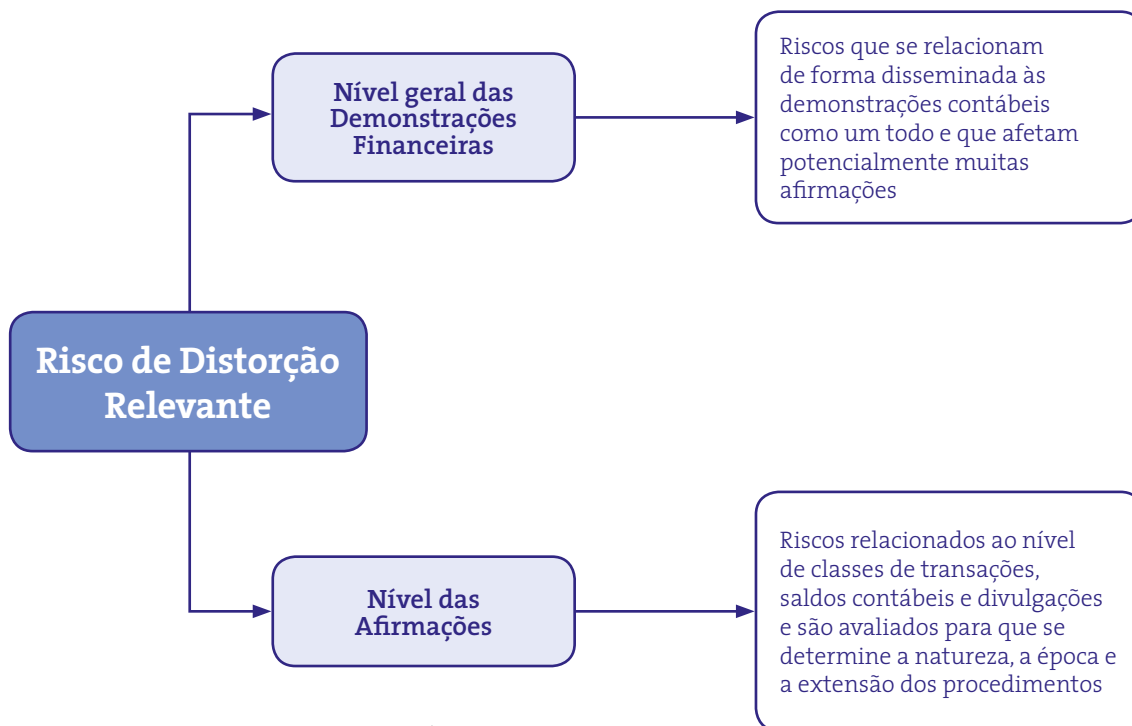 Nível geral das
Demonstrações
Financeiras
Riscos que se relacionam
de forma disseminada às
demonstrações contábeis
como um todo e que afetam
potencialmente muitas
afirmações
Risco de Distorção
Relevante
Nível das
Afirmações
Riscos relacionados ao nível
de classes de transações,
saldos contábeis e divulgações
e são avaliados para que se
determine a natureza, a época e
a extensão dos procedimentos